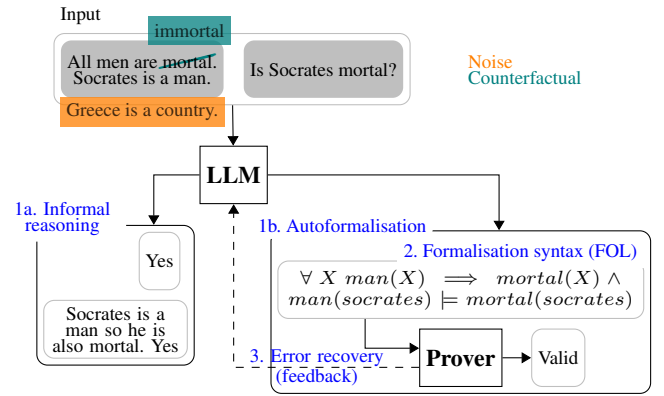 Input
immortal
All men are mortal.
Socrates is a man.
Is Socrates mortal?
Greece is a country.
Noise
Counterfactual
LLM
1a. Informal
reasoning
Yes
Socrates is a
man so he is
also mortal. Yes
1b. Autoformalisation
2. Formalisation syntax (FOL)
∀ X man(X) ⟹ mortal(X) ∧
man(socrates) ⊨ mortal(socrates)
3. Error recovery
(feedback)
Prover
Valid